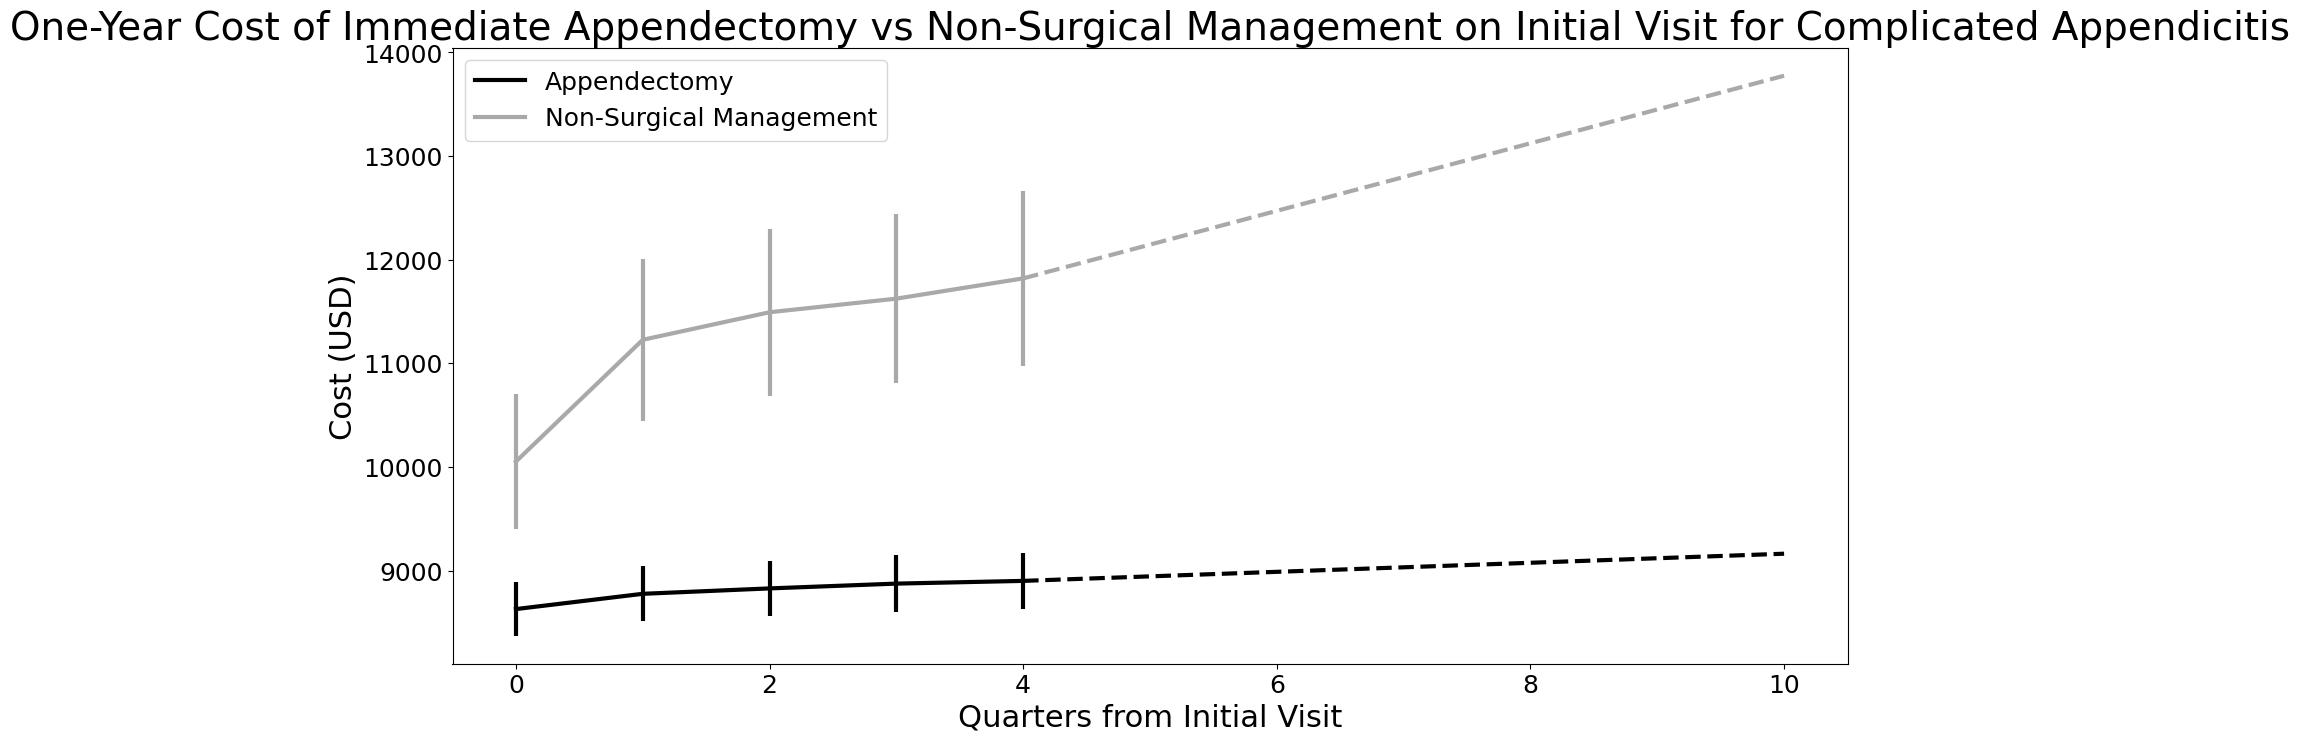 One-Year Cost of Immediate Appendectomy vs Non-Surgical Management on Initial Visit for Complicated Appendicitis
Appendectomy
Non-Surgical Management
14000
13000
12000
11000
10000
9000
Cost (USD)
0 2 4 6 8 10
Quarters from Initial Visit